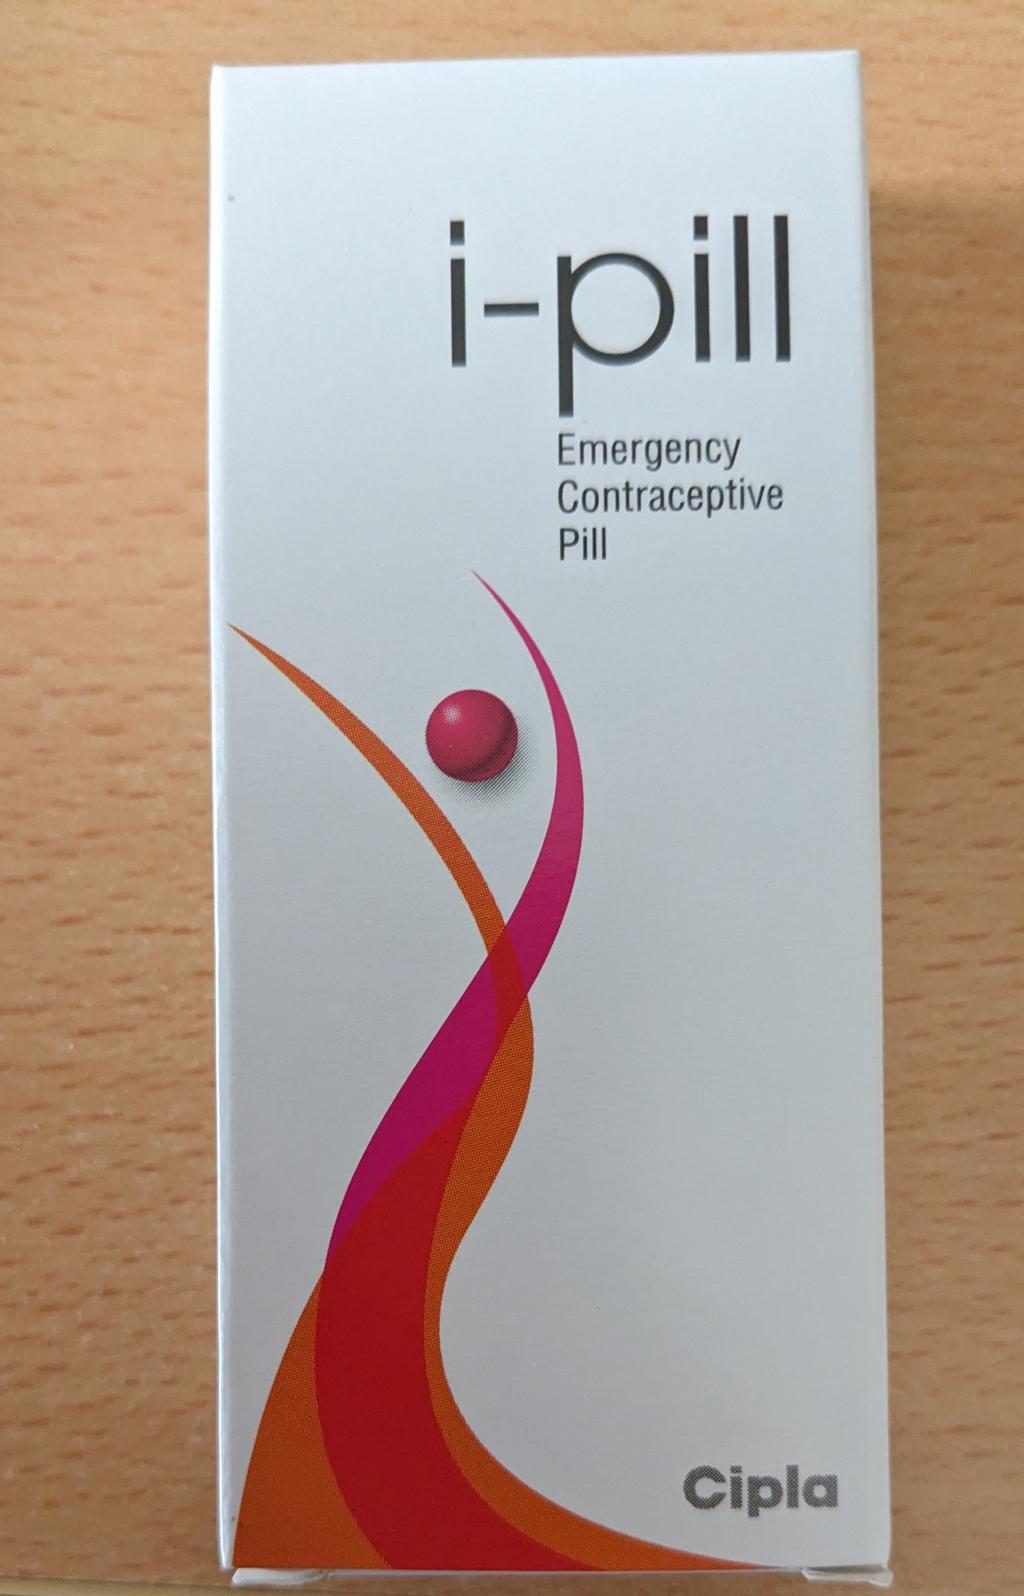 i-pill
Emergency
Contraceptive
Pill
Cipla